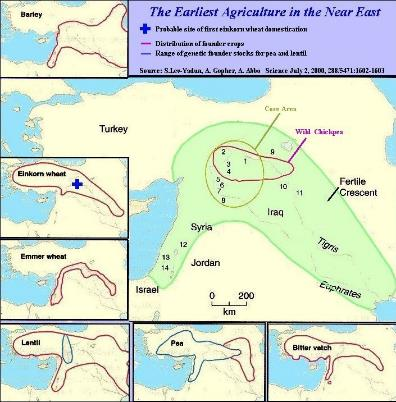 The Earliest Agriculture in the Near East
Probable site of first einkorn wheat domestication
Distribution of founder crops
Range of genetic founder stocks for pea and lentil
Source: S.Lev-Yadun, A. Gopher, A. Abbo Science July 2, 2000, 288:5471:1602-1603
Barley
Core Area
Wild Chickpea
Turkey
2
9
1
3
4
Einkorn wheat
5
6
7
8
10
11
Fertile
Crescent
Iraq
Syria
Tigris
12
13
14
Jordan
Emmer wheat
Israel
Euphrates
0 200
km
Lentil
Pea
Bitter vetch